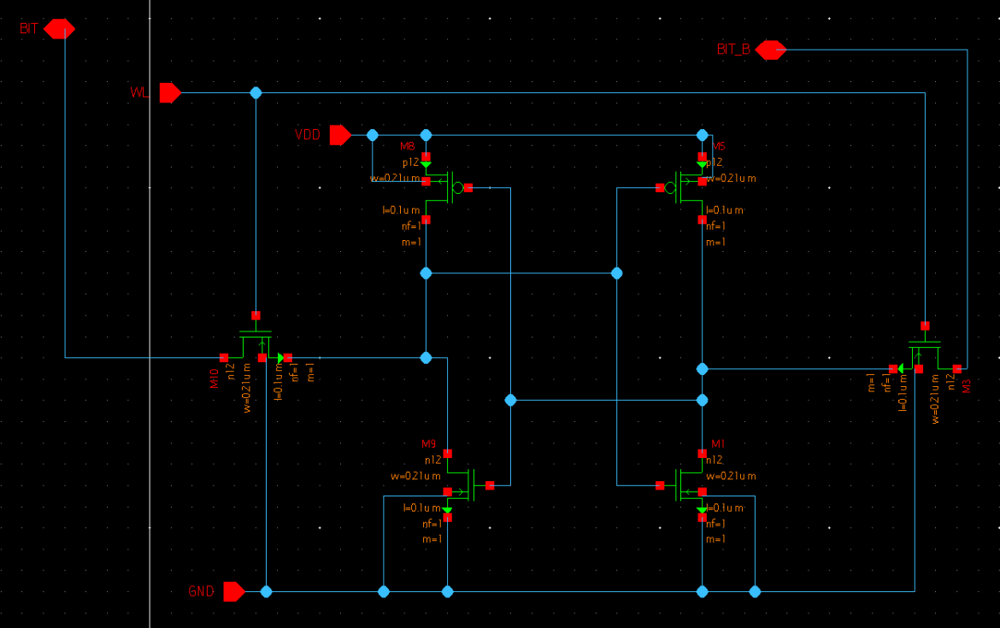 BIT
BIT_B
WL
VDD
M8
p12
w=0.21um
l=0.1um
nf=1
m=1
M5
p12
w=0.21um
l=0.1um
nf=1
m=1
M10
n12
w=0.21um
l=0.1um
nf=1
m=1
m=1
nf=1
l=0.1um
w=0.21um
n12
M3
M9
n12
w=0.21um
l=0.1um
nf=1
m=1
M1
n12
w=0.21um
l=0.1um
nf=1
m=1
GND